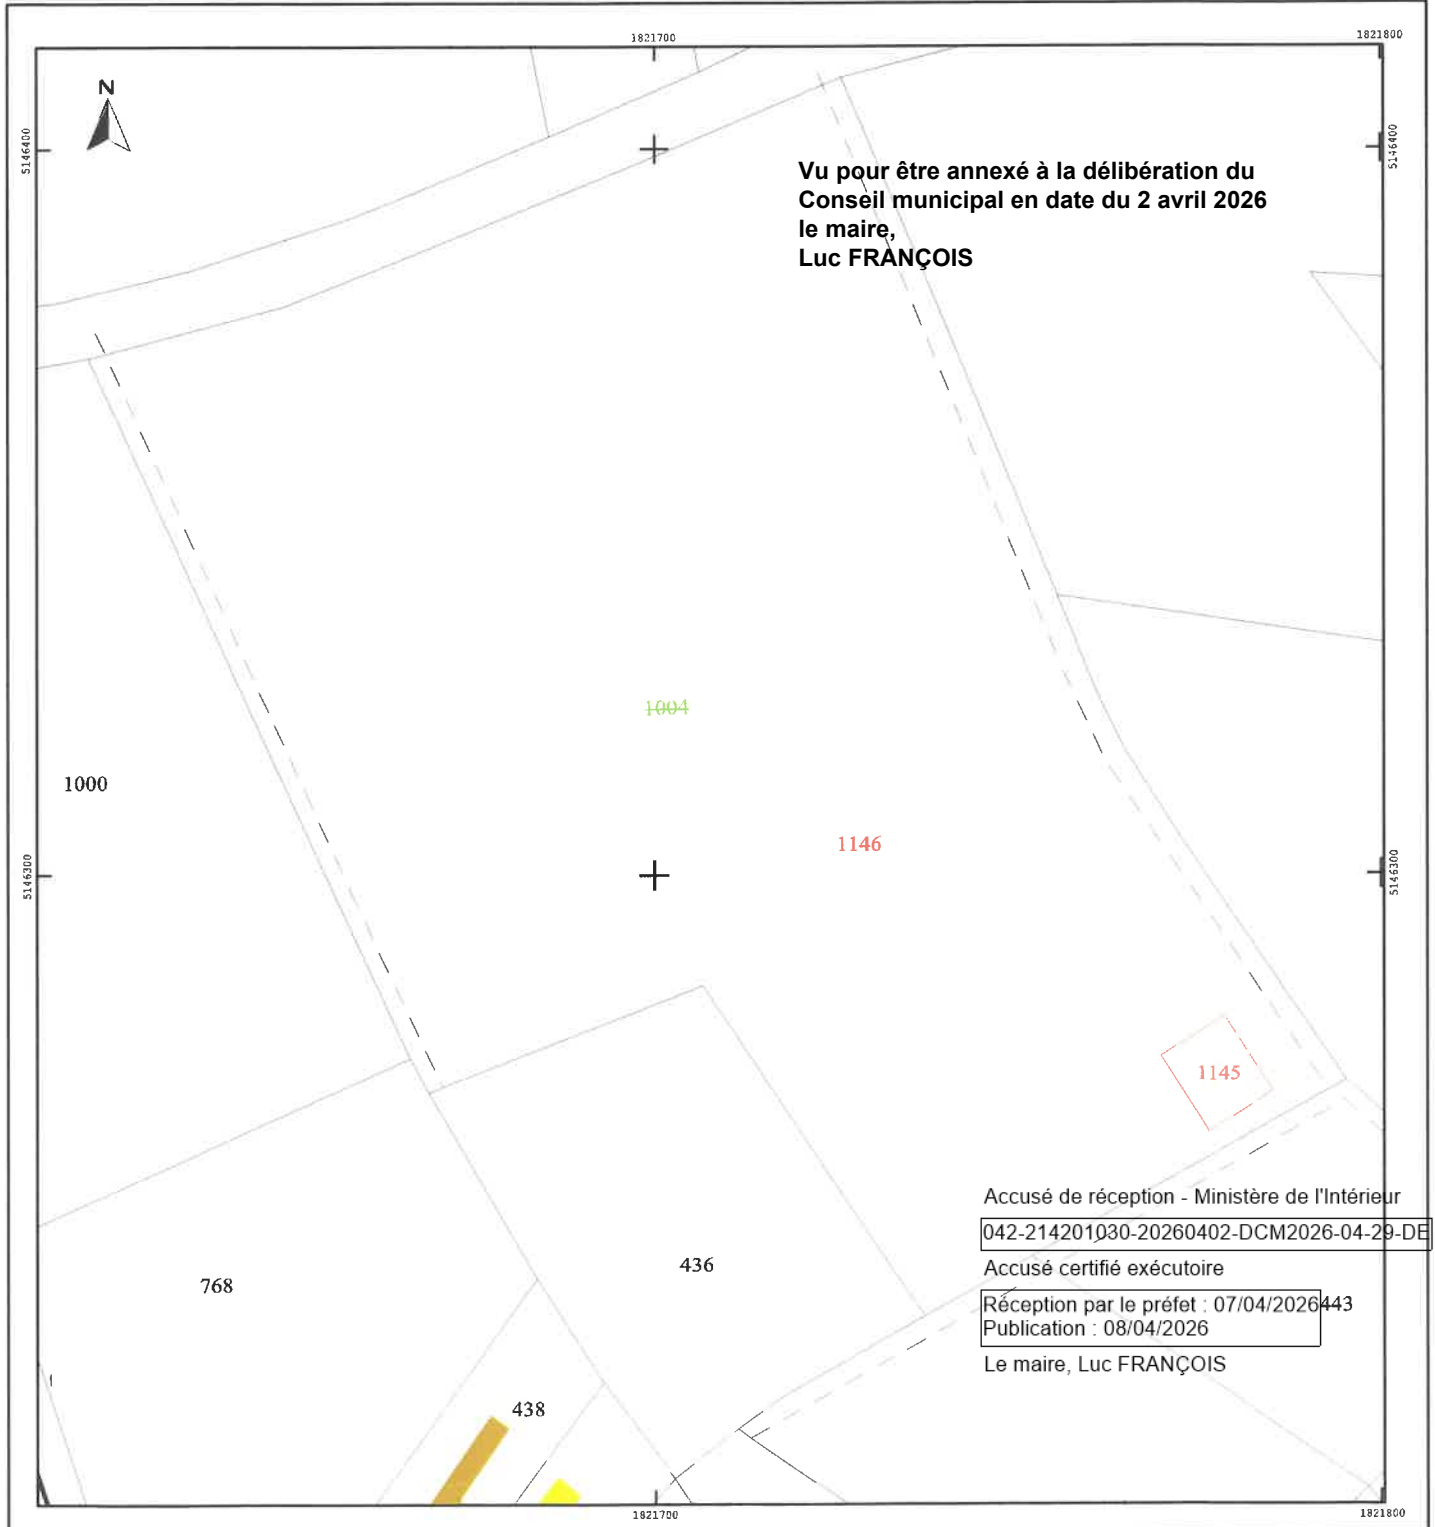 1821700
1821800
N
5146400
5146400
Vu pour être annexé à la délibération du
Conseil municipal en date du 2 avril 2026
le maire,
Luc FRANÇOIS
1004
1000
1146
5146300
5146300
1145
Accusé de réception - Ministère de l'Intérieur
042-214201030-20260402-DCM2026-04-29-DE
Accusé certifié exécutoire
436
768
Réception par le préfet : 07/04/2026
443
Publication : 08/04/2026
Le maire, Luc FRANÇOIS
438
1821700
1821800